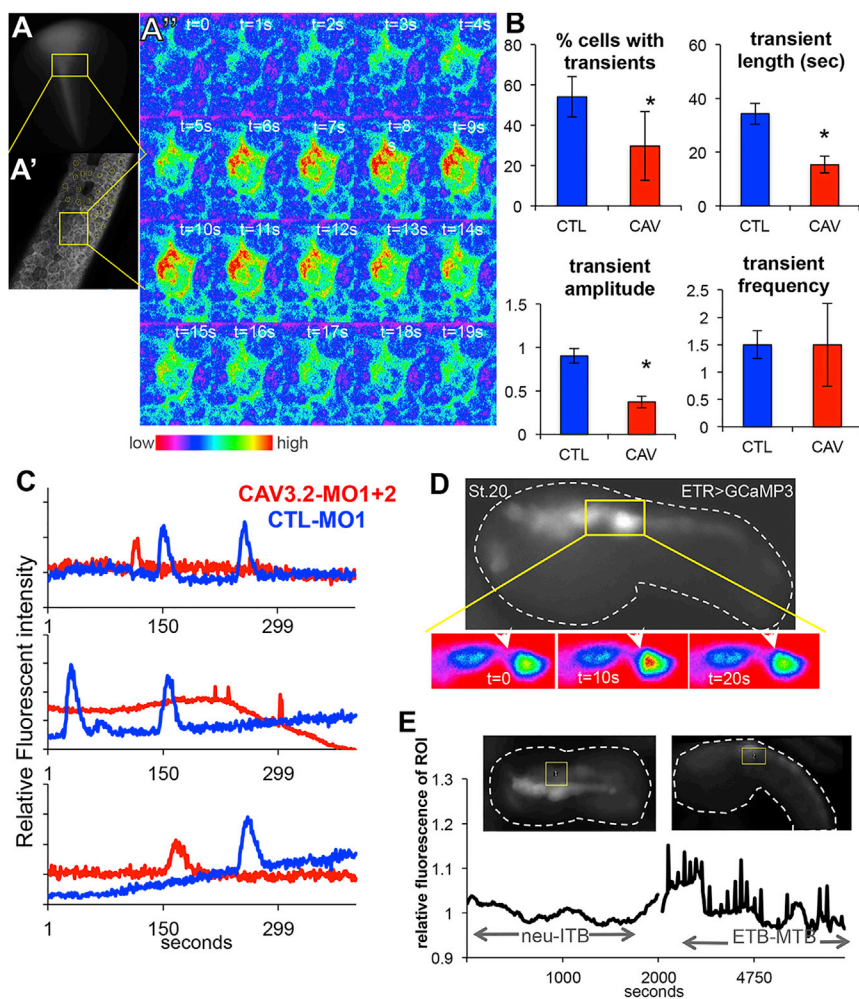 A
A'
A''
t=0 t=1s t=2s t=3s t=4s
t=5s t=6s t=7s t=8 t=9s
s
t=10s t=11s t=12s t=13s t=14s
t=15s t=16s t=17s t=18s t=19s
low high
B
% cells with
transients
80
60
40
20
0
*
CTL CAV
transient
length (sec)
60
40
20
0
*
CTL CAV
transient
amplitude
1.5
1
0.5
0
*
CTL CAV
transient
frequency
2.5
2
1.5
1
0.5
0
CTL CAV
C
CAV3.2-MO1+2
CTL-MO1
Relative Fluorescent intensity
1 150 299
1 150 299
1 150 299
seconds
D
St.20 ETR>GCaMP3
t=0 t=10s t=20s
E
relative fluorescence of ROI
1.3
1.2
1.1
1
0.9
neu-ITB ETB-MTB
1000 2000 4750
seconds